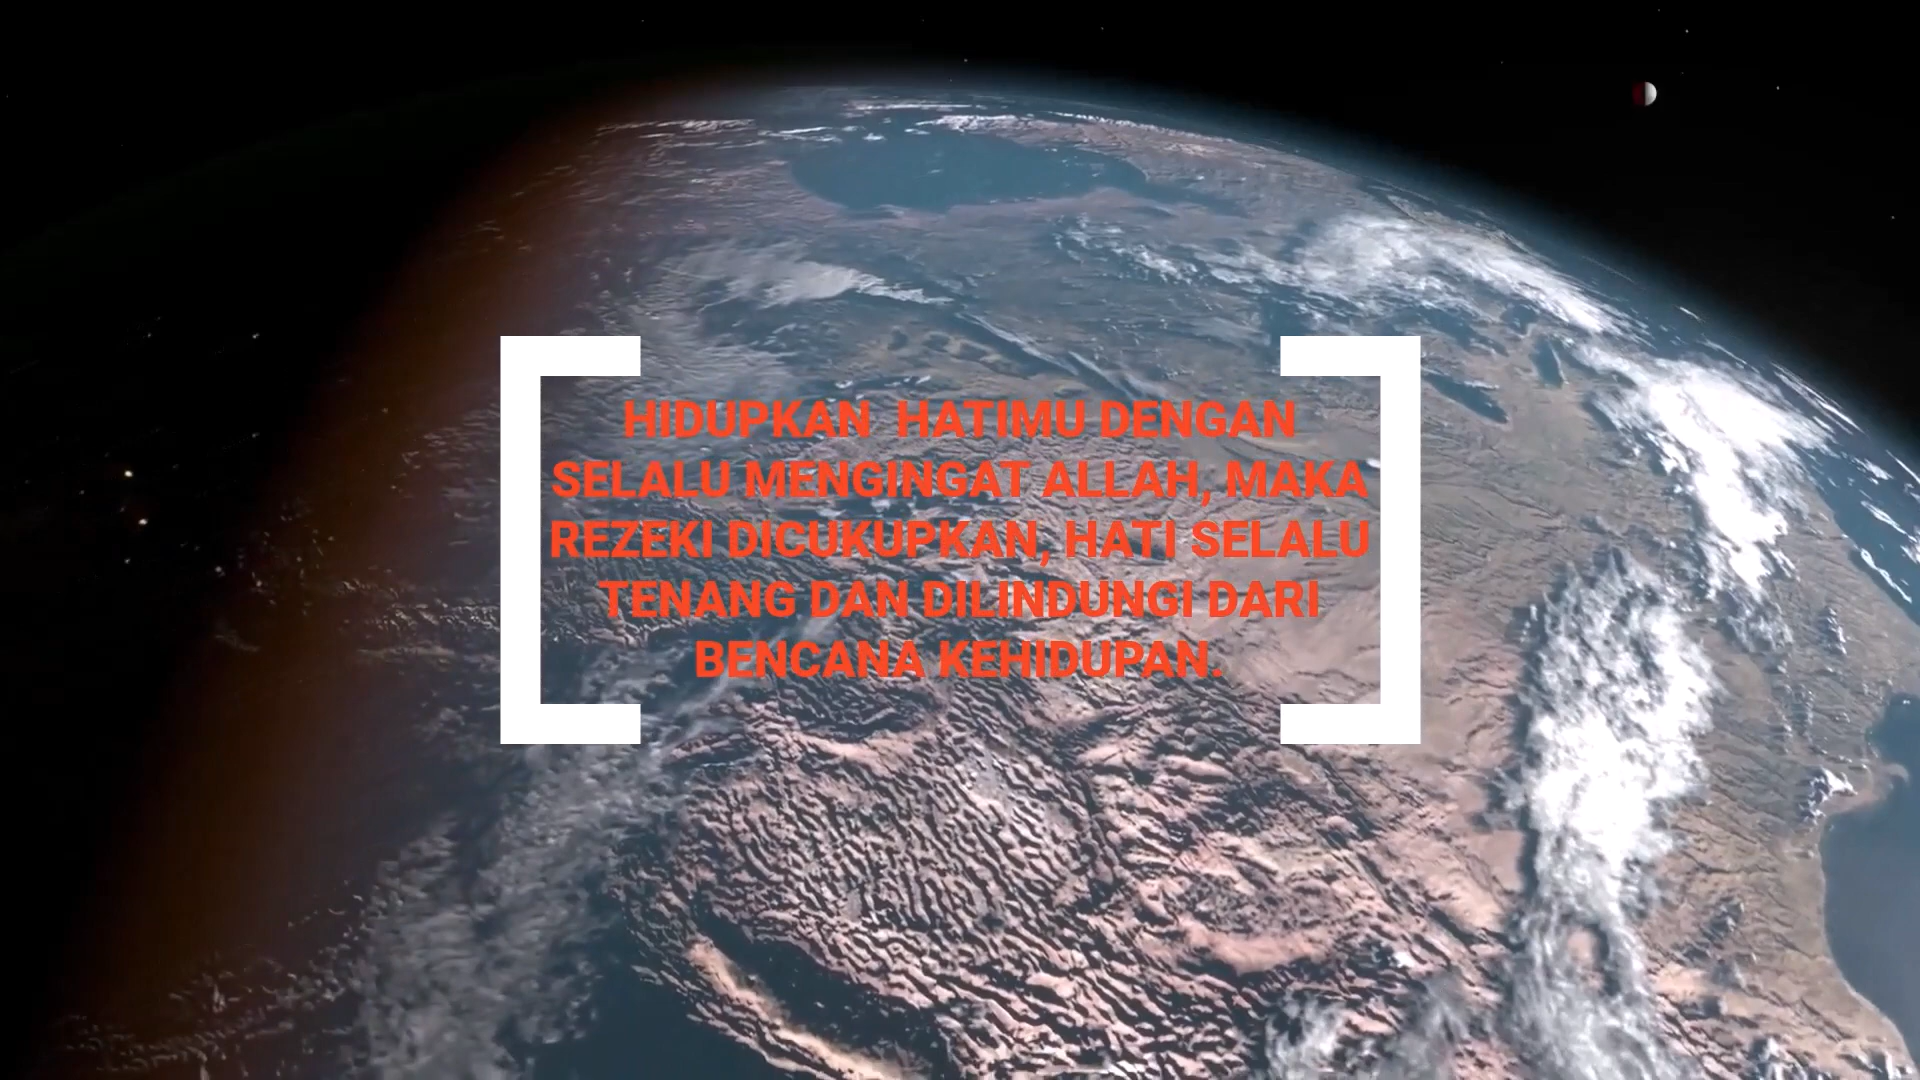 HIDUPKAN  HATIMU DENGAN
SELALU MENGINGAT ALLAH, MAKA
REZEKI DICUKUPKAN, HATI SELALU
TENANG DAN DILINDUNGI DARI
BENCANA KEHIDUPAN.